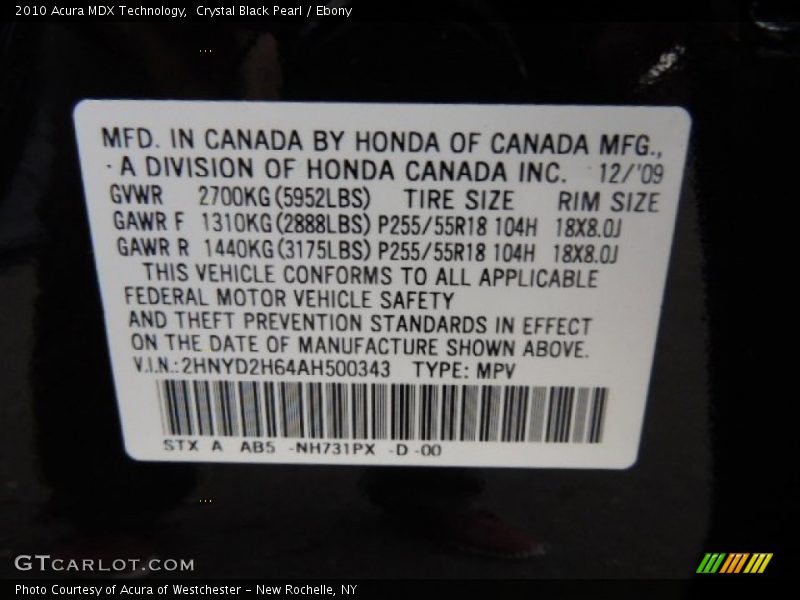 2010 Acura MDX Technology,  Crystal Black Pearl / Ebony
MFD. IN CANADA BY HONDA OF CANADA MFG.,
A DIVISION OF HONDA CANADA INC. 12/'09
GVWR 2700KG(5952LBS) TIRE SIZE RIM SIZE
GAWR F 1310KG(2888LBS) P255/55R18 104H 18X8.0J
GAWR R 1440KG(3175LBS) P255/55R18 104H 18X8.0J
THIS VEHICLE CONFORMS TO ALL APPLICABLE
FEDERAL MOTOR VEHICLE SAFETY
AND THEFT PREVENTION STANDARDS IN EFFECT
ON THE DATE OF MANUFACTURE SHOWN ABOVE.
V.I.N.:2HNYD2H64AH500343 TYPE: MPV
STX A AB5 -NH731PX -D -00
GTCARLOT.COM
Photo Courtesy of Acura of Westchester – New Rochelle, NY